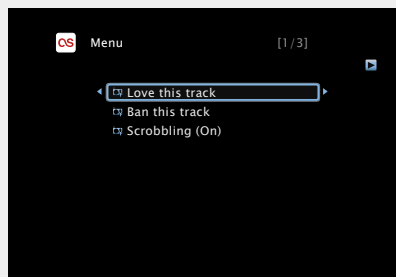 Menu [1/3]
Love this track
Ban this track
Scrobbling (On)